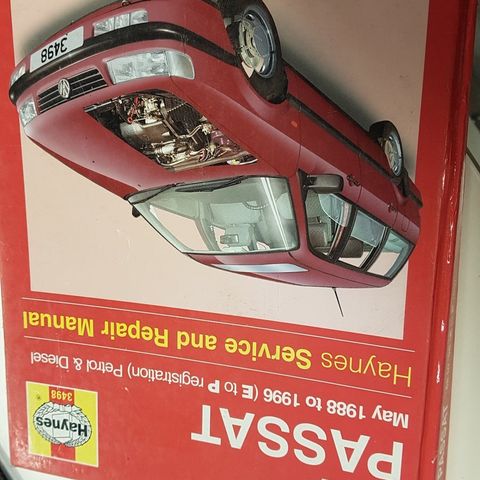 PASSAT
May 1988 to 1996 (E to P registration) Petrol & Diesel
Haynes Service and Repair Manual
Haynes
3498
3498